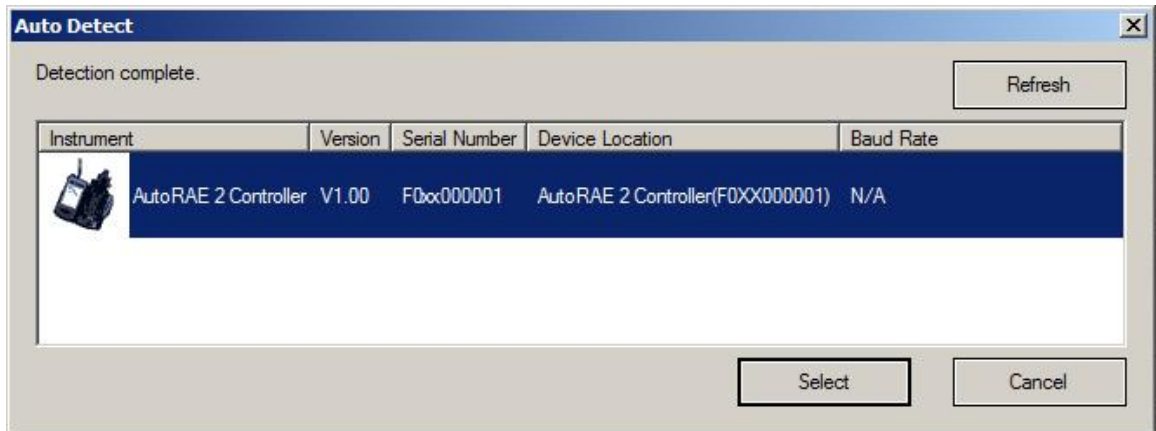 Auto Detect
Detection complete.
Refresh
Instrument Version Serial Number Device Location Baud Rate
AutoRAE 2 Controller V1.00 F0xx000001 AutoRAE 2 Controller(F0XX000001) N/A
Select Cancel